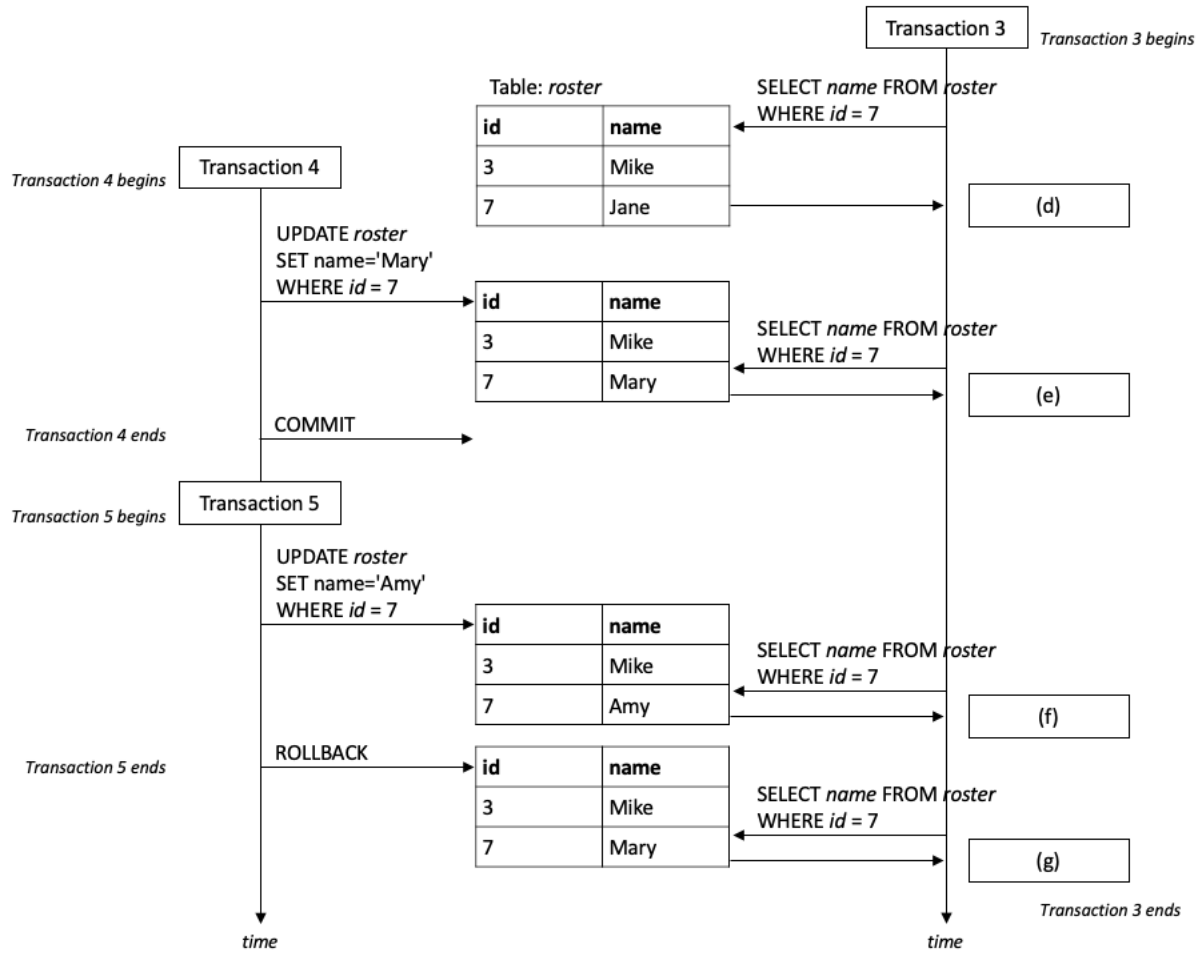 Transaction 3
Transaction 3 begins
Table: roster
SELECT name FROM roster
WHERE id = 7
id name
3 Mike
7 Jane
(d)
Transaction 4
Transaction 4 begins
UPDATE roster
SET name='Mary'
WHERE id = 7
id name
3 Mike
7 Mary
SELECT name FROM roster
WHERE id = 7
(e)
COMMIT
Transaction 4 ends
Transaction 5
Transaction 5 begins
UPDATE roster
SET name='Amy'
WHERE id = 7
id name
3 Mike
7 Amy
SELECT name FROM roster
WHERE id = 7
(f)
ROLLBACK
Transaction 5 ends
id name
3 Mike
7 Mary
SELECT name FROM roster
WHERE id = 7
(g)
Transaction 3 ends
time
time